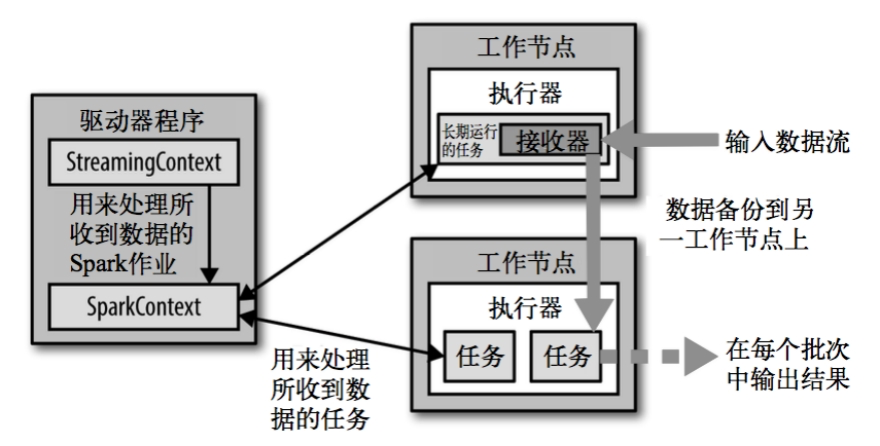 驱动器程序
StreamingContext
用来处理所
收到数据的
Spark作业
SparkContext
用来处理
所收到数
据的任务
工作节点
执行器
长期运行
的任务
接收器
输入数据流
数据备份到另
一工作节点上
工作节点
执行器
任务
任务
在每个批次
中输出结果